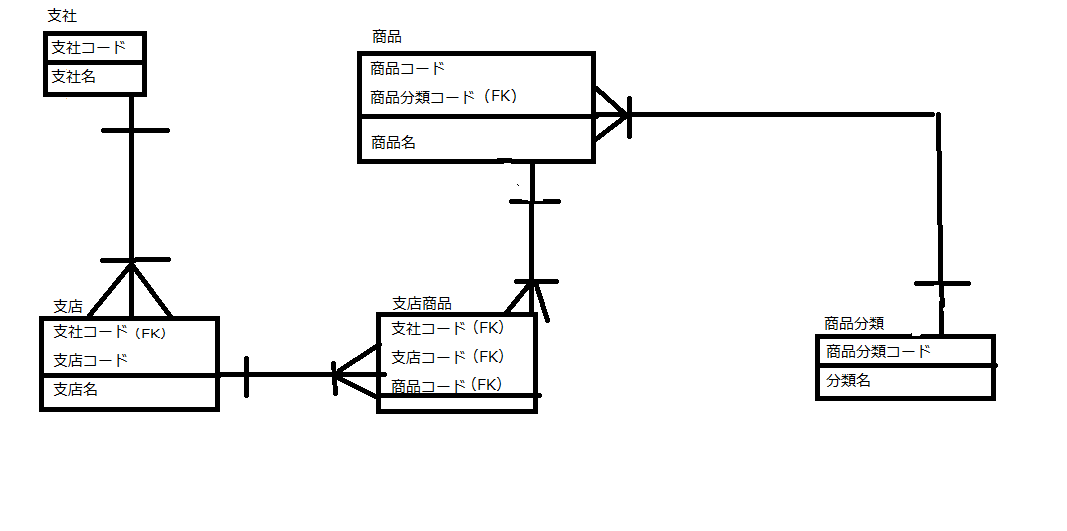 支社
支社コード
支社名
商品
商品コード
商品分類コード（FK）
商品名
支店
支社コード（FK）
支店コード
支店名
支店商品
支社コード（FK）
支店コード（FK）
商品コード（FK）
商品分類
商品分類コード
分類名